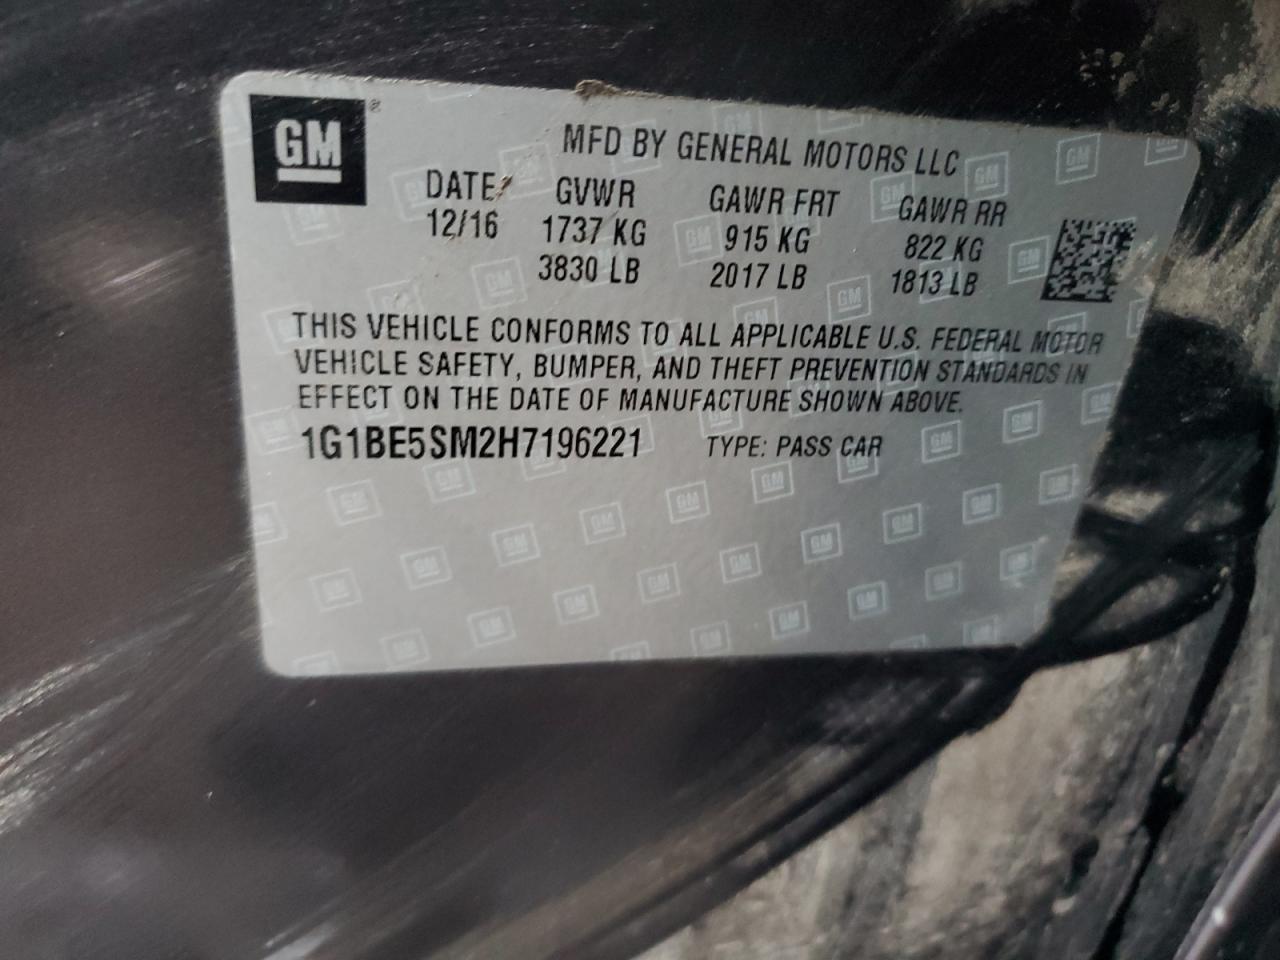 GM ®
MFD BY GENERAL MOTORS LLC
DATE GVWR GAWR FRT GAWR RR
12/16 1737 KG 915 KG 822 KG
3830 LB 2017 LB 1813 LB
THIS VEHICLE CONFORMS TO ALL APPLICABLE U.S. FEDERAL MOTOR
VEHICLE SAFETY, BUMPER, AND THEFT PREVENTION STANDARDS IN
EFFECT ON THE DATE OF MANUFACTURE SHOWN ABOVE.
1G1BE5SM2H7196221 TYPE: PASS CAR